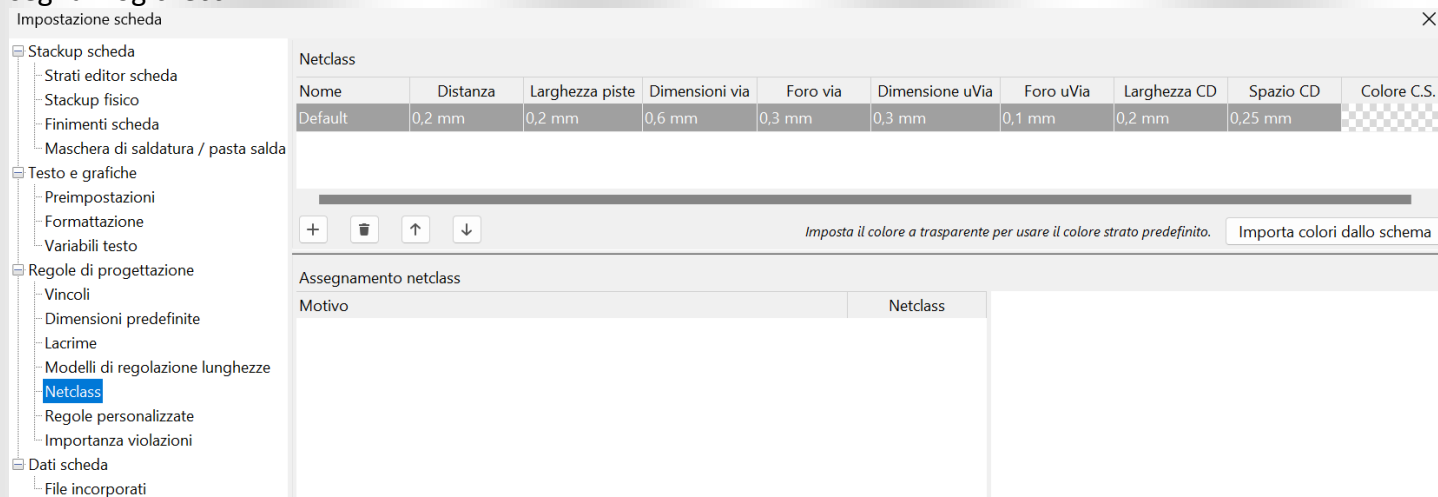 Impostazione scheda
Stackup scheda
Strati editor scheda
Stackup fisico
Finimenti scheda
Maschera di saldatura / pasta salda
Testo e grafiche
Preimpostazioni
Formattazione
Variabili testo
Regole di progettazione
Vincoli
Dimensioni predefinite
Lacrime
Modelli di regolazione lunghezze
Netclass
Regole personalizzate
Importanza violazioni
Dati scheda
File incorporati
Netclass
Nome Distanza Larghezza piste Dimensioni via Foro via Dimensione uVia Foro uVia Larghezza CD Spazio CD Colore C.S.
Default 0,2 mm 0,2 mm 0,6 mm 0,3 mm 0,3 mm 0,1 mm 0,2 mm 0,25 mm
Imposta il colore a trasparente per usare il colore strato predefinito. Importa colori dallo schema
Assegnamento netclass
Motivo Netclass